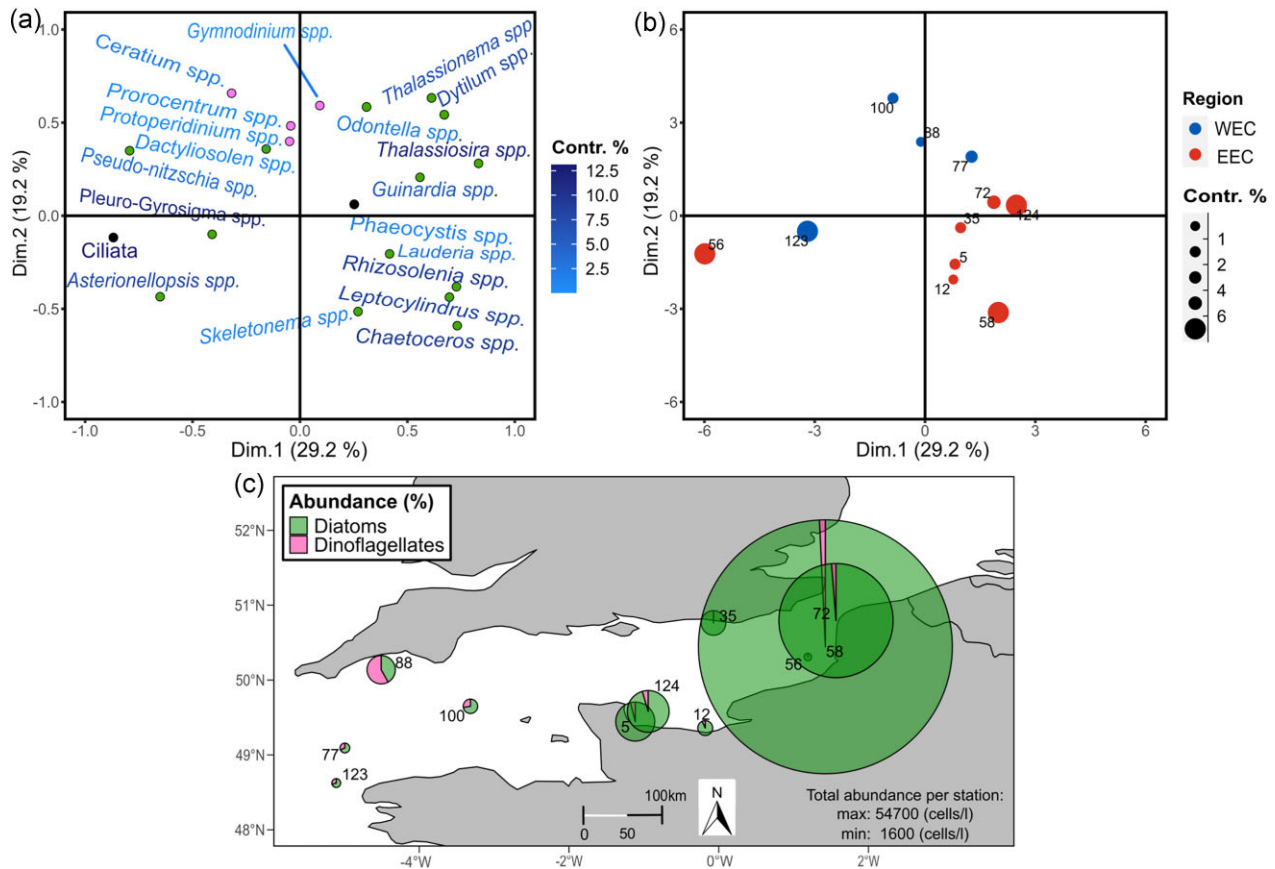 (a)
1.0
0.5
0.0
-0.5
-1.0
Dim.2 (19.2 %)
Ceratium spp.
Gymnodinium spp.
Thalassionema spp
Dytilum spp.
Prorocentrum spp.
Protoperidinium spp.
Dactyliosolen spp.
Odontella spp.
Thalassiosira spp.
Pseudo-nitzschia spp.
Guinardia spp.
Pleuro-Gyrosigma spp.
Phaeocystis spp.
Ciliata
Lauderia spp.
Asterionellopsis spp.
Rhizosolenia spp.
Leptocylindrus spp.
Skeletonema spp.
Chaetoceros spp.
-1.0
-0.5
0.0
0.5
1.0
Dim.1 (29.2 %)
Contr. %
12.5
10.0
7.5
5.0
2.5
(b)
6
3
0
-3
-6
Dim.2 (19.2 %)
100
88
77
72
124
35
123
56
5
12
58
-6
-3
0
3
6
Dim.1 (29.2 %)
Region
WEC
EEC
Contr. %
1
2
4
6
(c)
Abundance (%)
Diatoms
Dinoflagellates
52°N
51°N
50°N
49°N
48°N
35
72
58
56
88
124
100
12
5
77
123
100km
0
50
N
Total abundance per station:
max: 54700 (cells/l)
min: 1600 (cells/l)
-4°W
-2°W
0°W
2°W